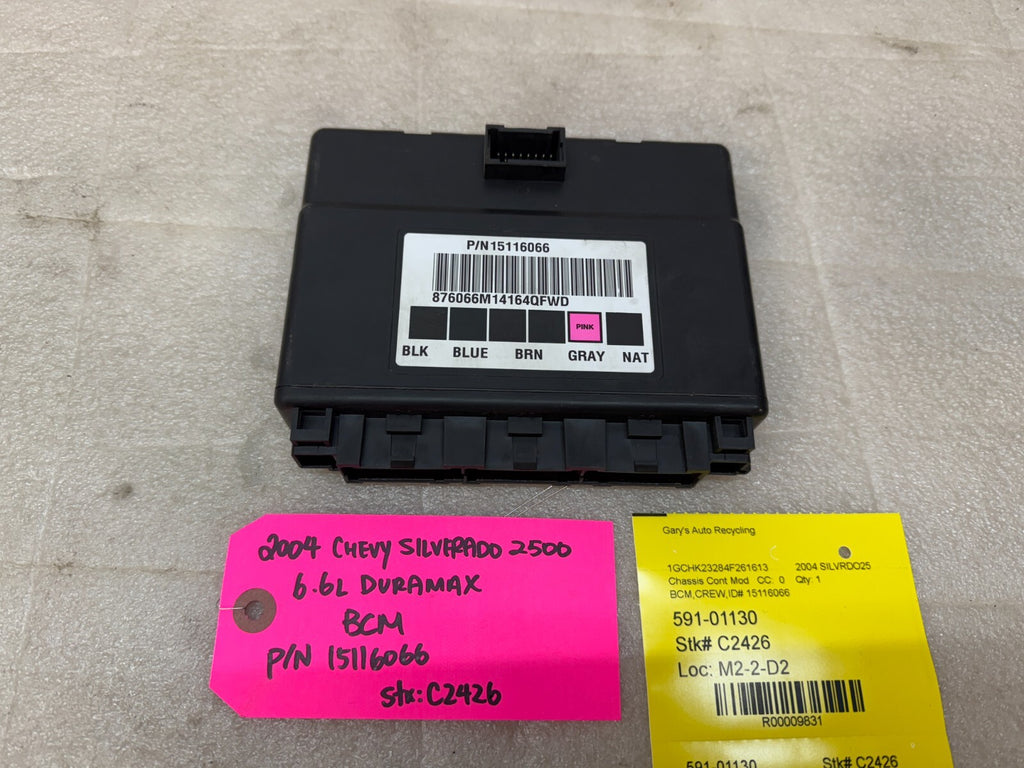 P/N15116066
876066M14164QFWD
PINK
BLK BLUE BRN GRAY NAT
2004 CHEVY SILVERADO 2500
6.6L DURAMAX
BCM
P/N 15116066
stk: C2426
Gary's Auto Recycling
1GCHK23284F261613 2004 SILVRDO25
Chassis Cont Mod CC: 0 Qty: 1
BCM,CREW,ID# 15116066
591-01130
Stk# C2426
Loc: M2-2-D2
R00009831
591-01130 Stk# C2426